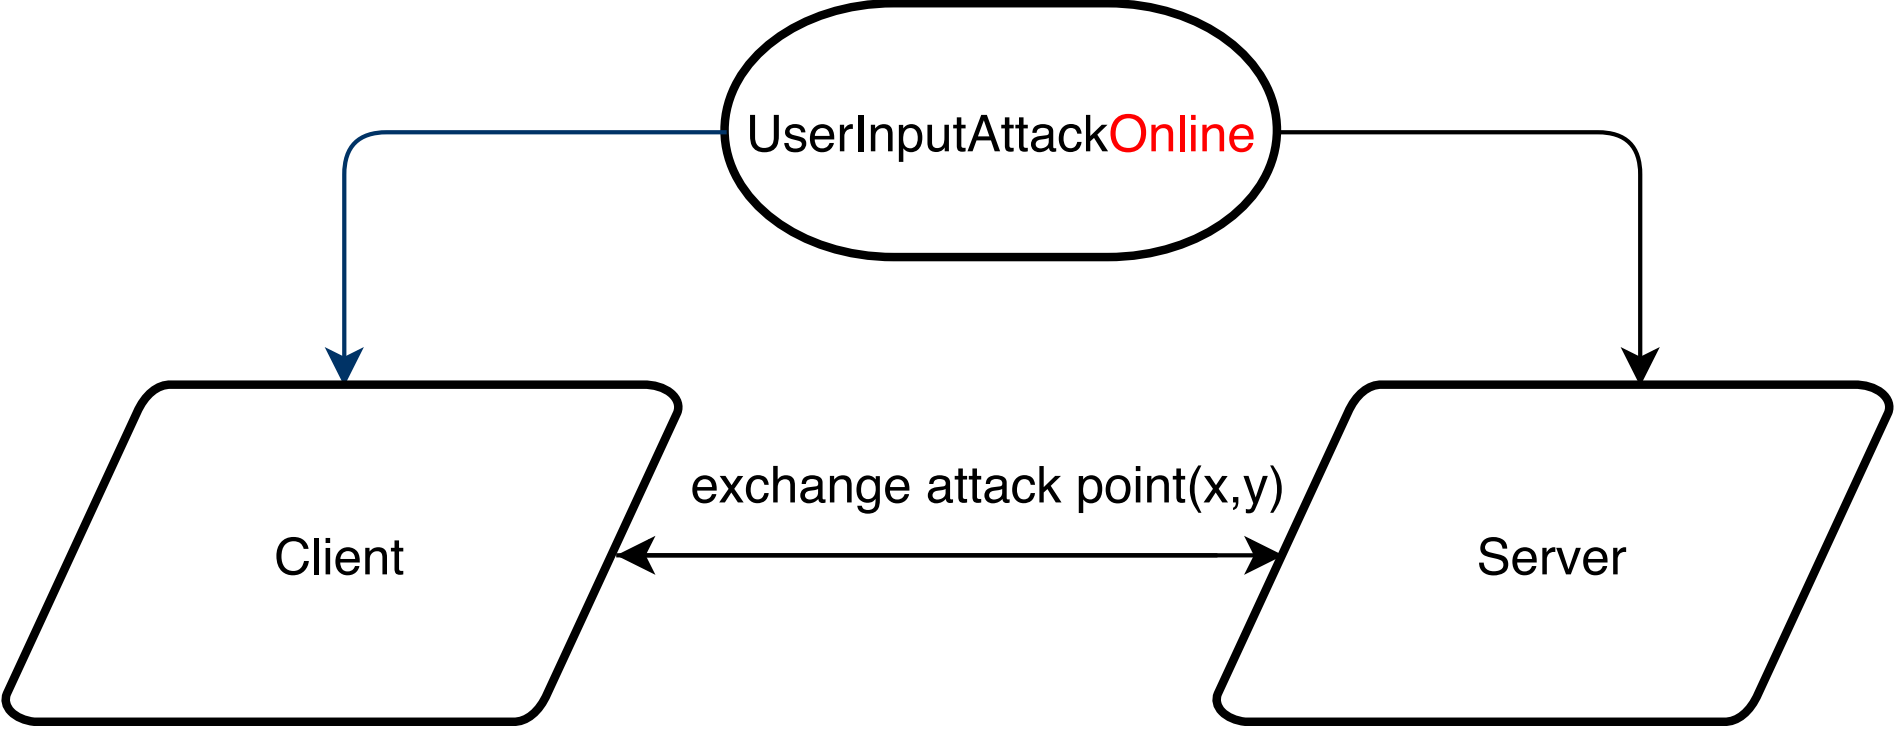 UserInputAttackOnline
exchange attack point(x,y)
Client
Server